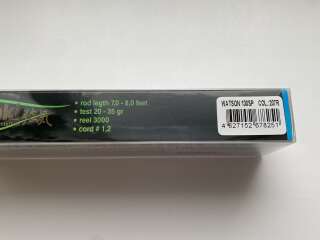 • rod legth 7,0 - 8,0 feet
• test 20 - 35 gr
• reel 3000
• cord # 1,2
WATSON 130SP COL.:207R
4 627152 678251